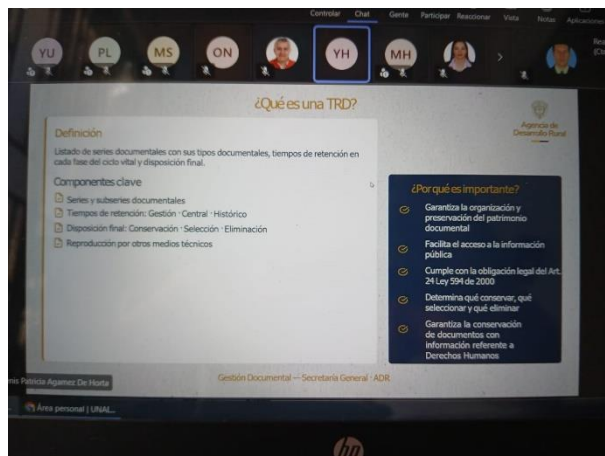 Controlar Chat Gente Participar Reaccionar Vista Notas Aplicaciones
YU PL MS ON YH MH
¿Qué es una TRD?
Agencia de
Desarrollo Rural
Definición
Listado de series documentales con sus tipos documentales, tiempos de retención en
cada fase del ciclo vital y disposición final.
Componentes clave
Series y subseries documentales
Tiempos de retención: Gestión · Central · Histórico
Disposición final: Conservación · Selección · Eliminación
Reproducción por otros medios técnicos
¿Por qué es importante?
Garantiza la organización y
preservación del patrimonio
documental
Facilita el acceso a la información
pública
Cumple con la obligación legal del Art.
24 Ley 594 de 2000
Determina qué conservar, qué
seleccionar y qué eliminar
Garantiza la conservación
de documentos con
información referente a
Derechos Humanos
Patricia Agamez De Horta
Gestión Documental — Secretaría General · ADR
Área personal | UNAL...
hp